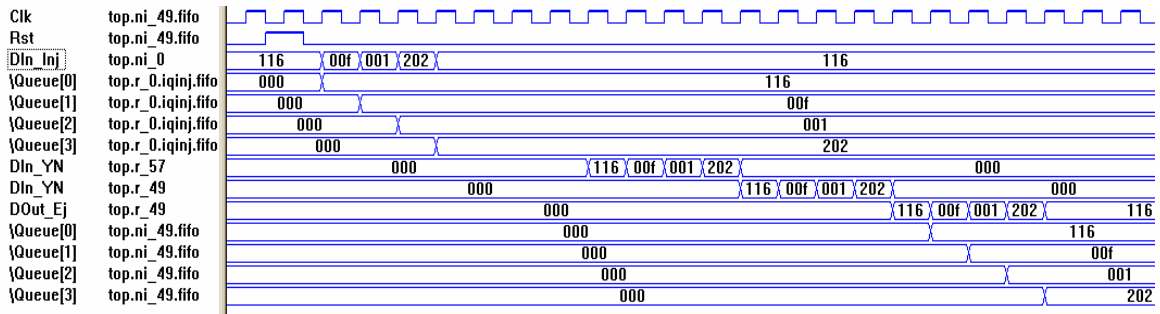 Clk top.ni_49.fifo
Rst top.ni_49.fifo
DIn_Inj top.ni_0 116 00f 001 202 116
\Queue[0] top.r_0.iqinj.fifo 000 116
\Queue[1] top.r_0.iqinj.fifo 000 00f
\Queue[2] top.r_0.iqinj.fifo 000 001
\Queue[3] top.r_0.iqinj.fifo 000 202
DIn_YN top.r_57 000 116 00f 001 202 000
DIn_YN top.r_49 000 116 00f 001 202 000
DOut_Ej top.r_49 000 116 00f 001 202 116
\Queue[0] top.ni_49.fifo 000 116
\Queue[1] top.ni_49.fifo 000 00f
\Queue[2] top.ni_49.fifo 000 001
\Queue[3] top.ni_49.fifo 000 202